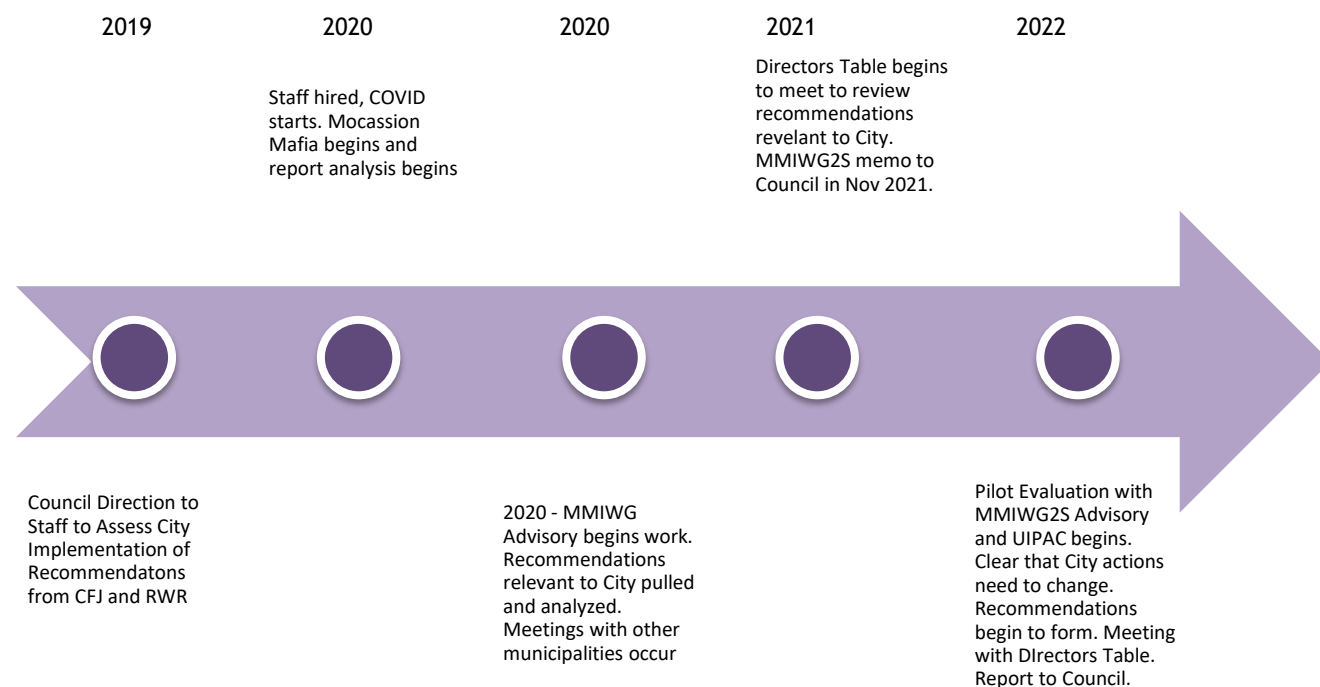 2019
2020
2020
2021
2022
Directors Table begins
to meet to review
recommendations
revelant to City.
MMIWG2S memo to
Council in Nov 2021.
Staff hired, COVID
starts. Mocassion
Mafia begins and
report analysis begins
Council Direction to
Staff to Assess City
Implementation of
Recommendatons
from CFJ and RWR
2020 - MMIWG
Advisory begins work.
Recommendations
relevant to City pulled
and analyzed.
Meetings with other
municipalities occur
Pilot Evaluation with
MMIWG2S Advisory
and UIPAC begins.
Clear that City actions
need to change.
Recommendations
begin to form. Meeting
with DIrectors Table.
Report to Council.